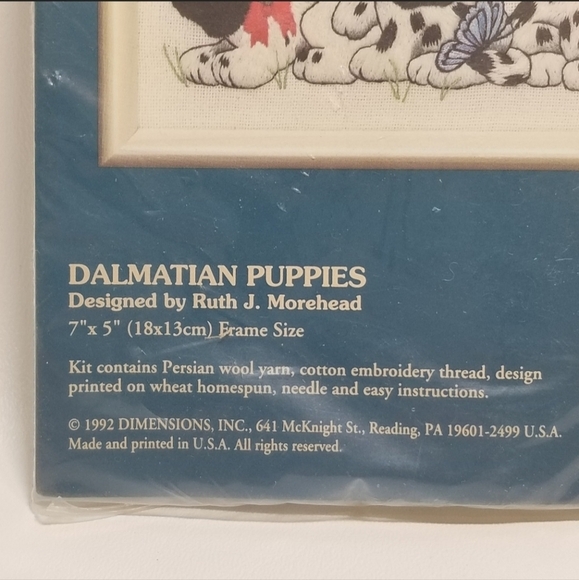 DALMATIAN PUPPIES
Designed by Ruth J. Morehead
7"x 5" (18x13cm) Frame Size
Kit contains Persian wool yarn, cotton embroidery thread, design
printed on wheat homespun, needle and easy instructions.
© 1992 DIMENSIONS, INC., 641 McKnight St., Reading, PA 19601-2499 U.S.A.
Made and printed in U.S.A. All rights reserved.